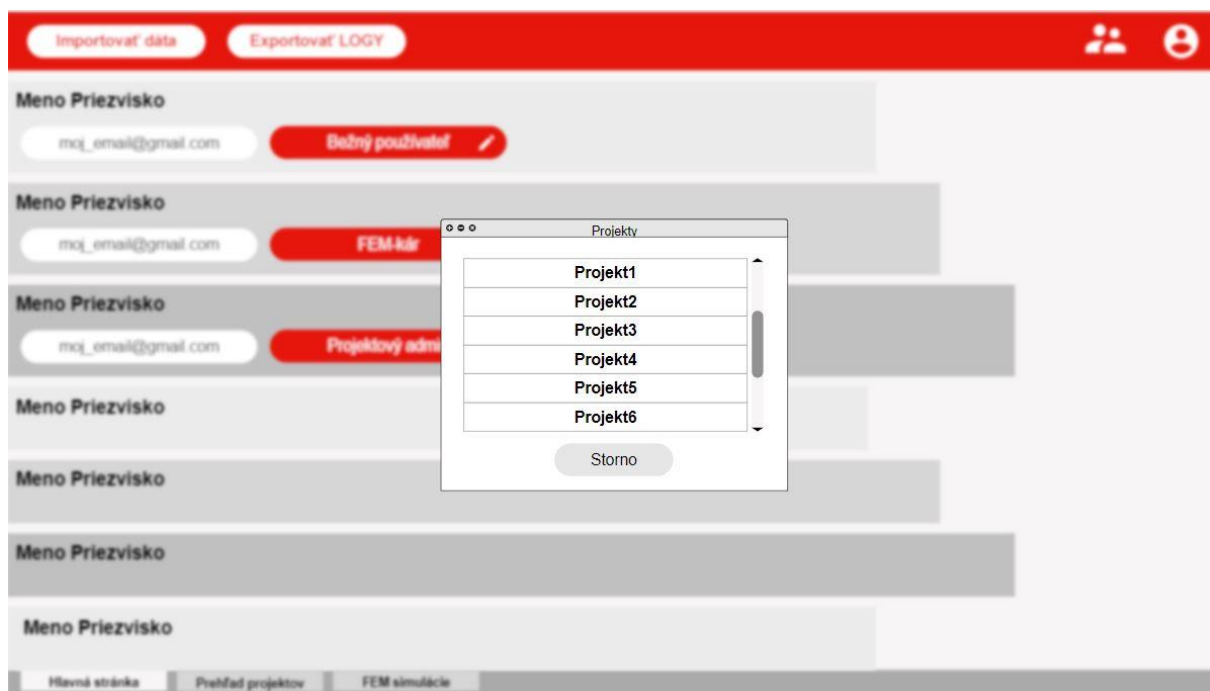 Importovať dáta Exportovať LOGY
Meno Priezvisko
moj_email@gmail.com Bežný používateľ
Meno Priezvisko
moj_email@gmail.com FEM-kár
Projekty
Projekt1
Projekt2
Projekt3
Projekt4
Projekt5
Projekt6
Storno
Meno Priezvisko
moj_email@gmail.com Projektový admi
Meno Priezvisko
Meno Priezvisko
Meno Priezvisko
Meno Priezvisko
Hlavná stránka Prehľad projektov FEM simulácie